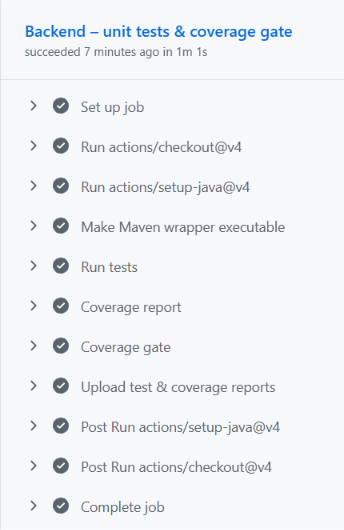 Backend – unit tests & coverage gate
succeeded 7 minutes ago in 1m 1s
Set up job
Run actions/checkout@v4
Run actions/setup-java@v4
Make Maven wrapper executable
Run tests
Coverage report
Coverage gate
Upload test & coverage reports
Post Run actions/setup-java@v4
Post Run actions/checkout@v4
Complete job